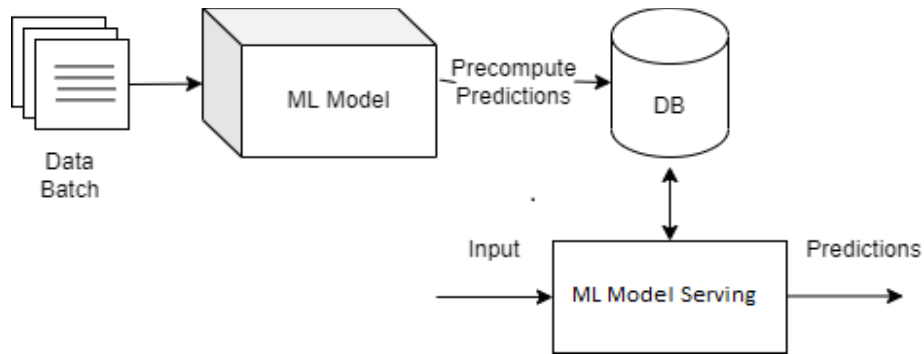 Data
Batch
ML Model
Precompute
Predictions
DB
Input
ML Model Serving
Predictions